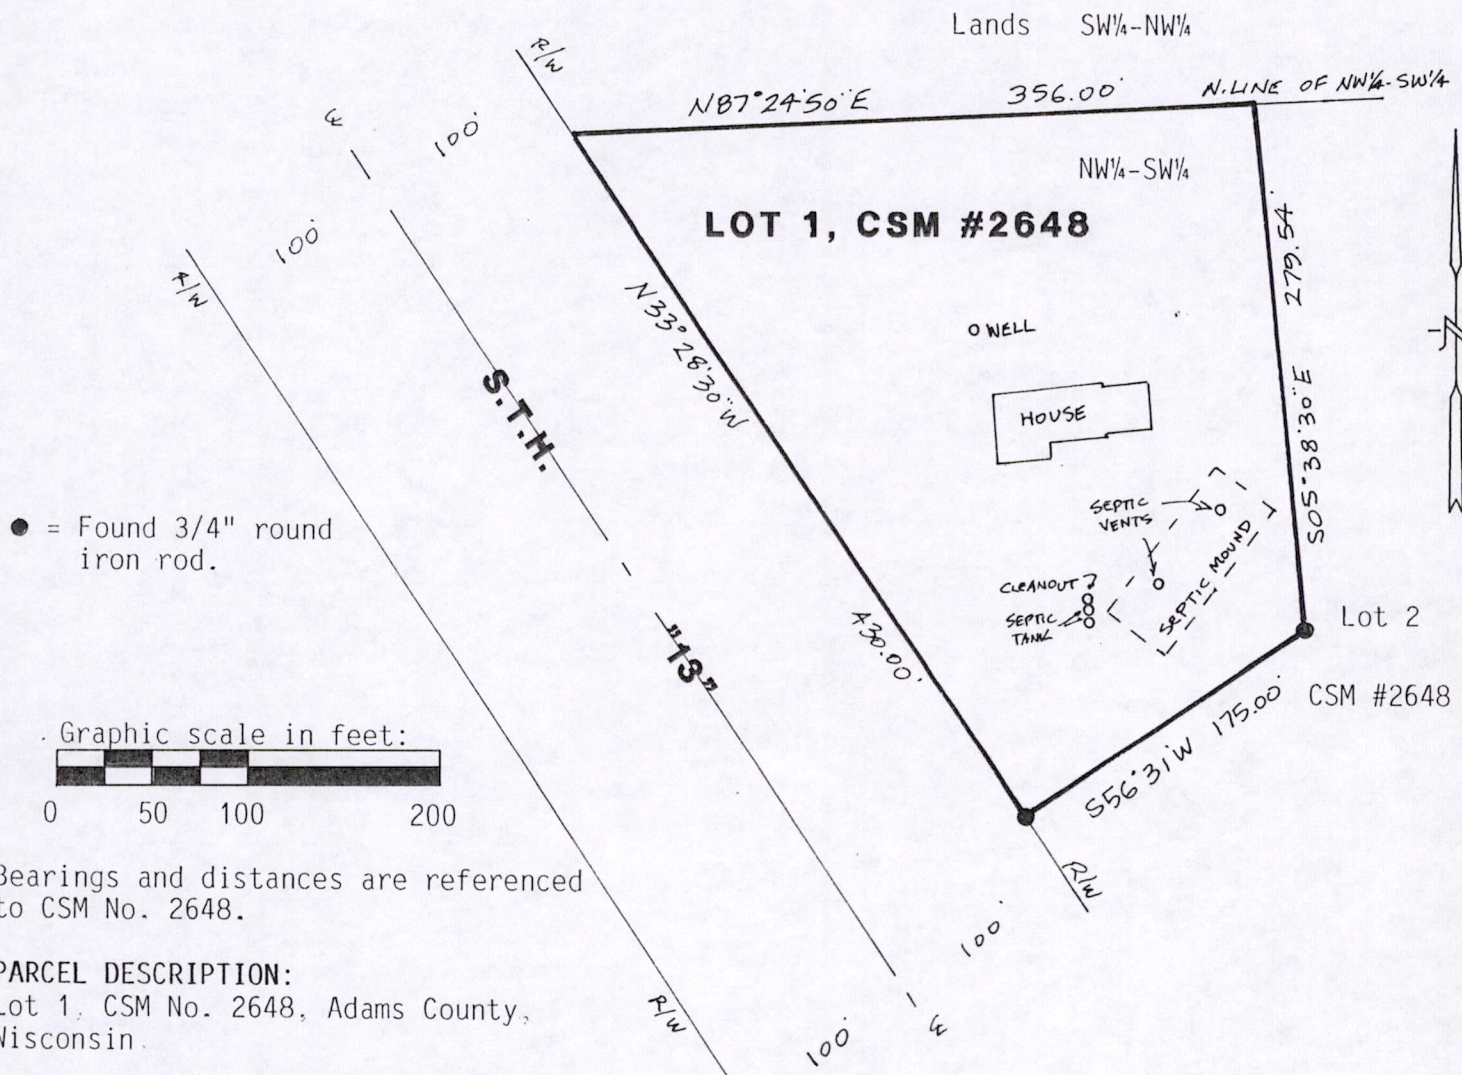 Lands SW¼-NW¼
R/W
N87°24'50"E 356.00' N. LINE OF NW¼-SW¼
100'
NW¼-SW¼
LOT 1, CSM #2648
100'
R/W
N33°28'30"W
279.54'
WELL
S.T.H.
HOUSE
S05°38'30"E
SEPTIC
VENTS
● = Found 3/4" round
iron rod.
SEPTIC MOUND
CLEANOUT
SEPTIC
TANK
430.00'
Lot 2
"13"
CSM #2648
S56°31'W 175.00'
Graphic scale in feet:
0 50 100 200
R/W
Bearings and distances are referenced
to CSM No. 2648.
100'
PARCEL DESCRIPTION:
Lot 1, CSM No. 2648, Adams County,
Wisconsin.
R/W
100'